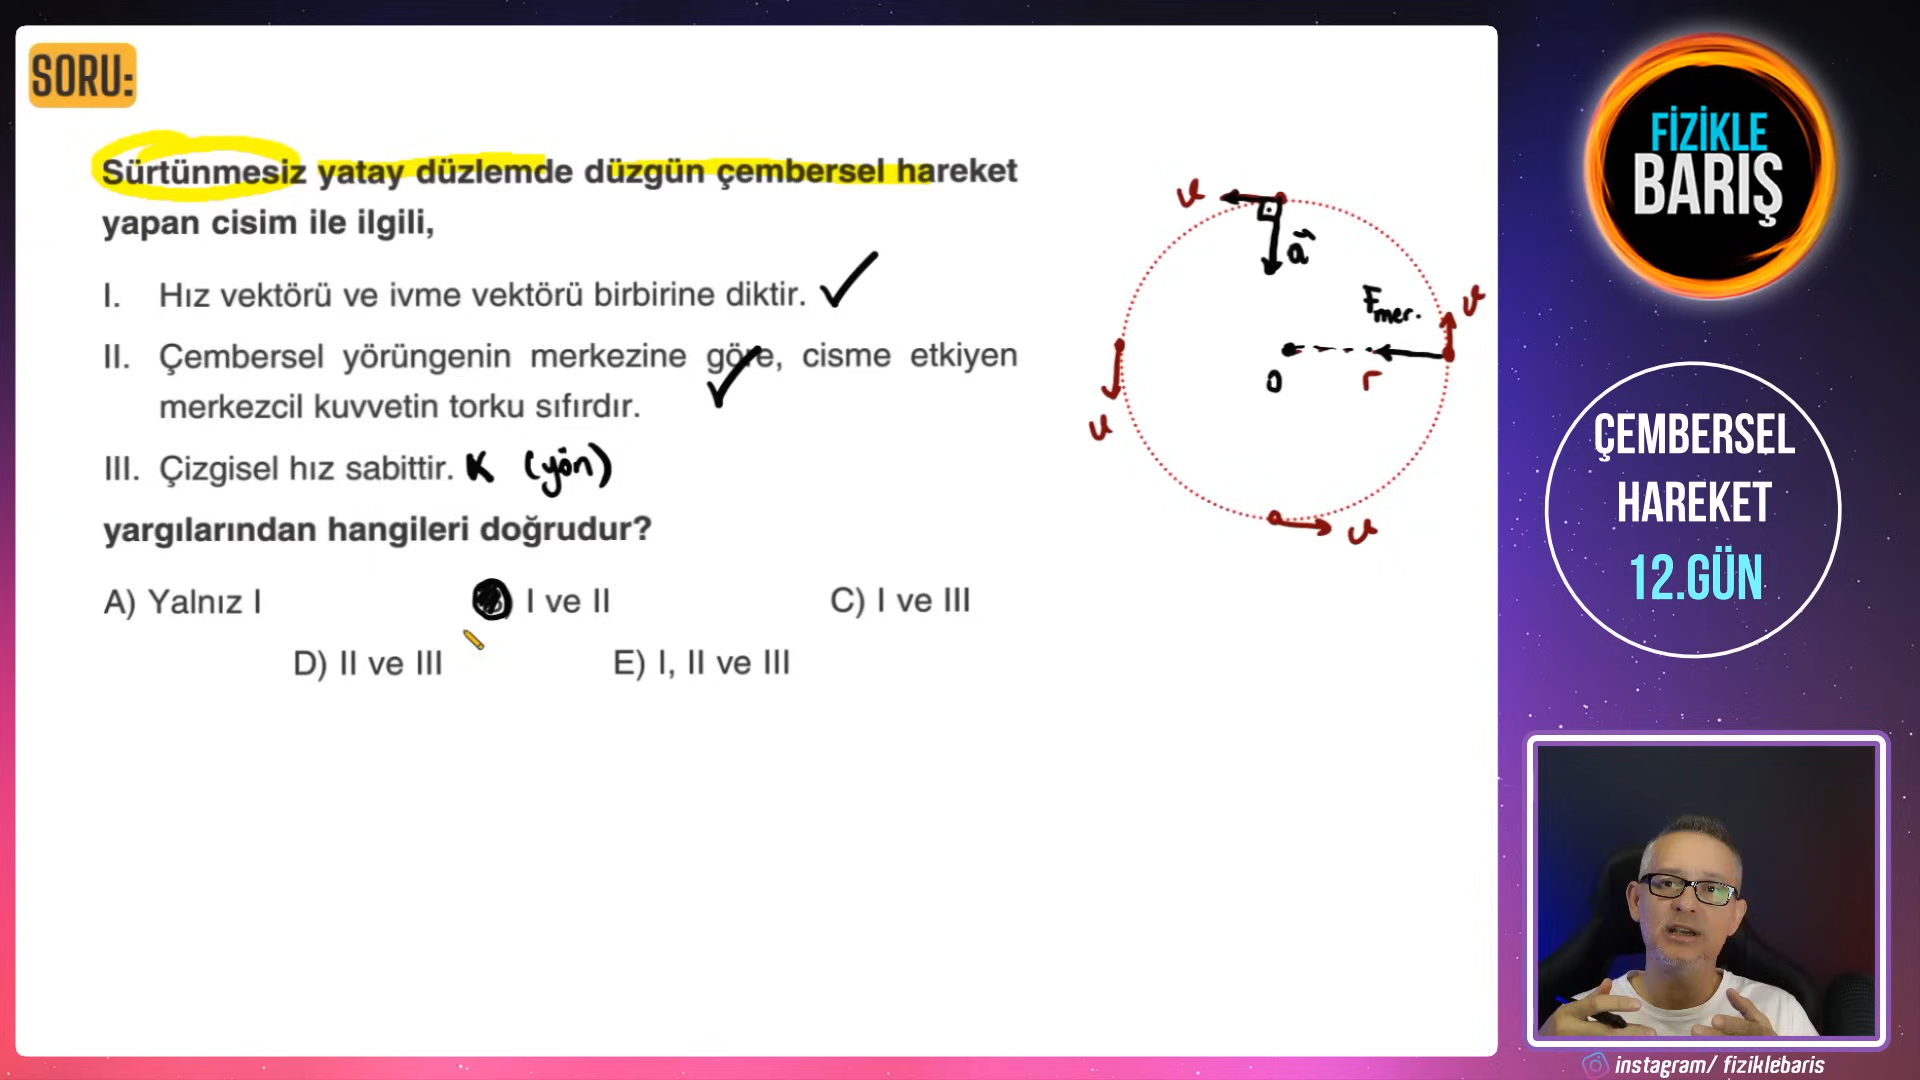 SORU:
Sürtünmesiz yatay düzlemde düzgün çembersel hareket
yapan cisim ile ilgili,
I. Hız vektörü ve ivme vektörü birbirine diktir.
II. Çembersel yörüngenin merkezine göre, cisme etkiyen
merkezcil kuvvetin torku sıfırdır.
III. Çizgisel hız sabittir. K (yön)
yargılarından hangileri doğrudur?
A) Yalnız I
I ve II
C) I ve III
D) II ve III
E) I, II ve III
v
a
Fmer.
v
O
r
v
v
FİZİKLE
BARIŞ
ÇEMBERSEL
HAREKET
12.GÜN
instagram/ fiziklebaris